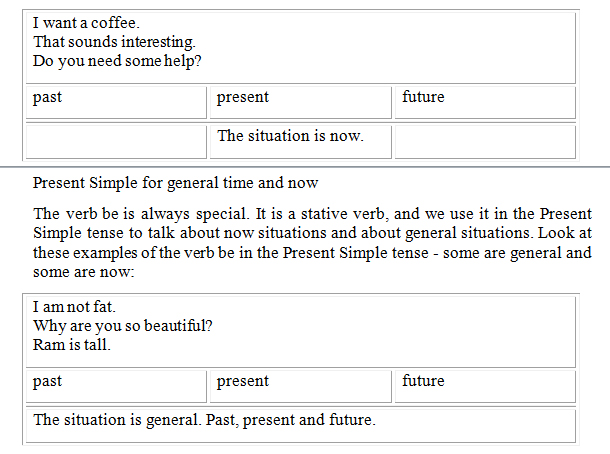 I want a coffee.
That sounds interesting.
Do you need some help?
past present future
The situation is now.
Present Simple for general time and now
The verb be is always special. It is a stative verb, and we use it in the Present
Simple tense to talk about now situations and about general situations. Look at
these examples of the verb be in the Present Simple tense - some are general and
some are now:
I am not fat.
Why are you so beautiful?
Ram is tall.
past present future
The situation is general. Past, present and future.